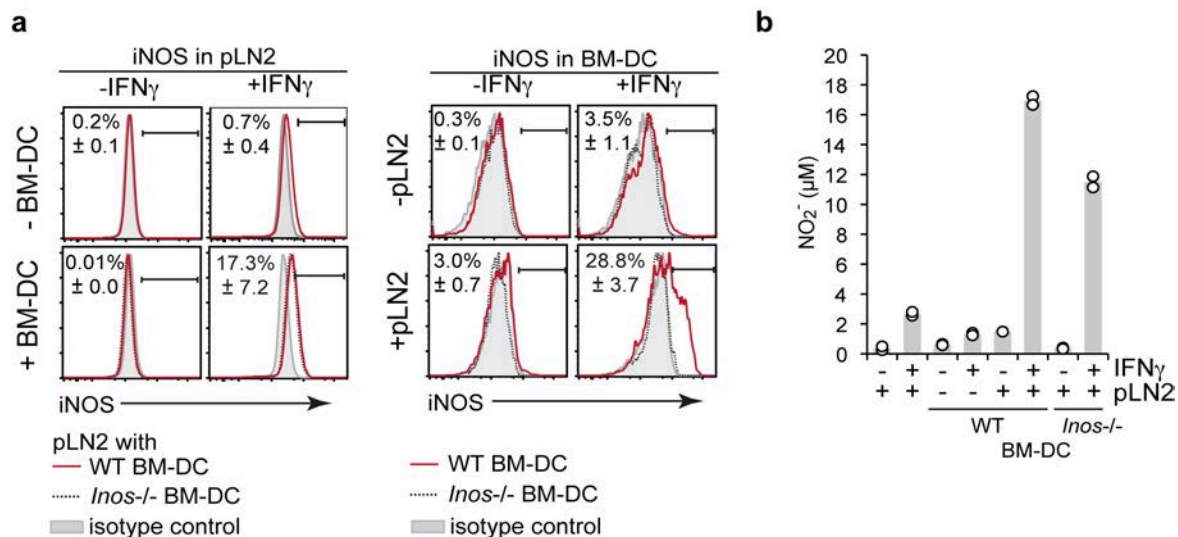 a
iNOS in pLN2
-IFNγ
+IFNγ
- BM-DC
0.2%
± 0.1
0.7%
± 0.4
+ BM-DC
0.01%
± 0.0
17.3%
± 7.2
iNOS
pLN2 with
WT BM-DC
Inos-/- BM-DC
isotype control
iNOS in BM-DC
-IFNγ
+IFNγ
-pLN2
0.3%
± 0.1
3.5%
± 1.1
+pLN2
3.0%
± 0.7
28.8%
± 3.7
iNOS
WT BM-DC
Inos-/- BM-DC
isotype control
b
NO₂⁻ (µM)
20
18
16
14
12
10
8
6
4
2
0
- + - + - + - + IFNγ
+ + - - + + + + pLN2
WT Inos-/-
BM-DC